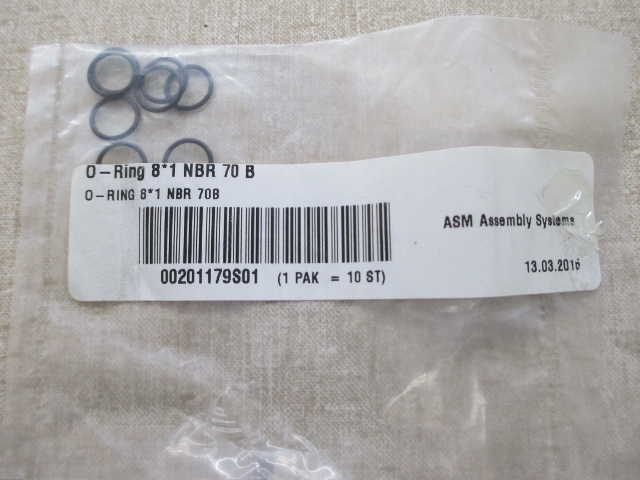 O-Ring 8*1 NBR 70 B
O-RING 8*1 NBR 70B
ASM Assembly Systems
00201179S01 (1 PAK = 10 ST)
13.03.2016